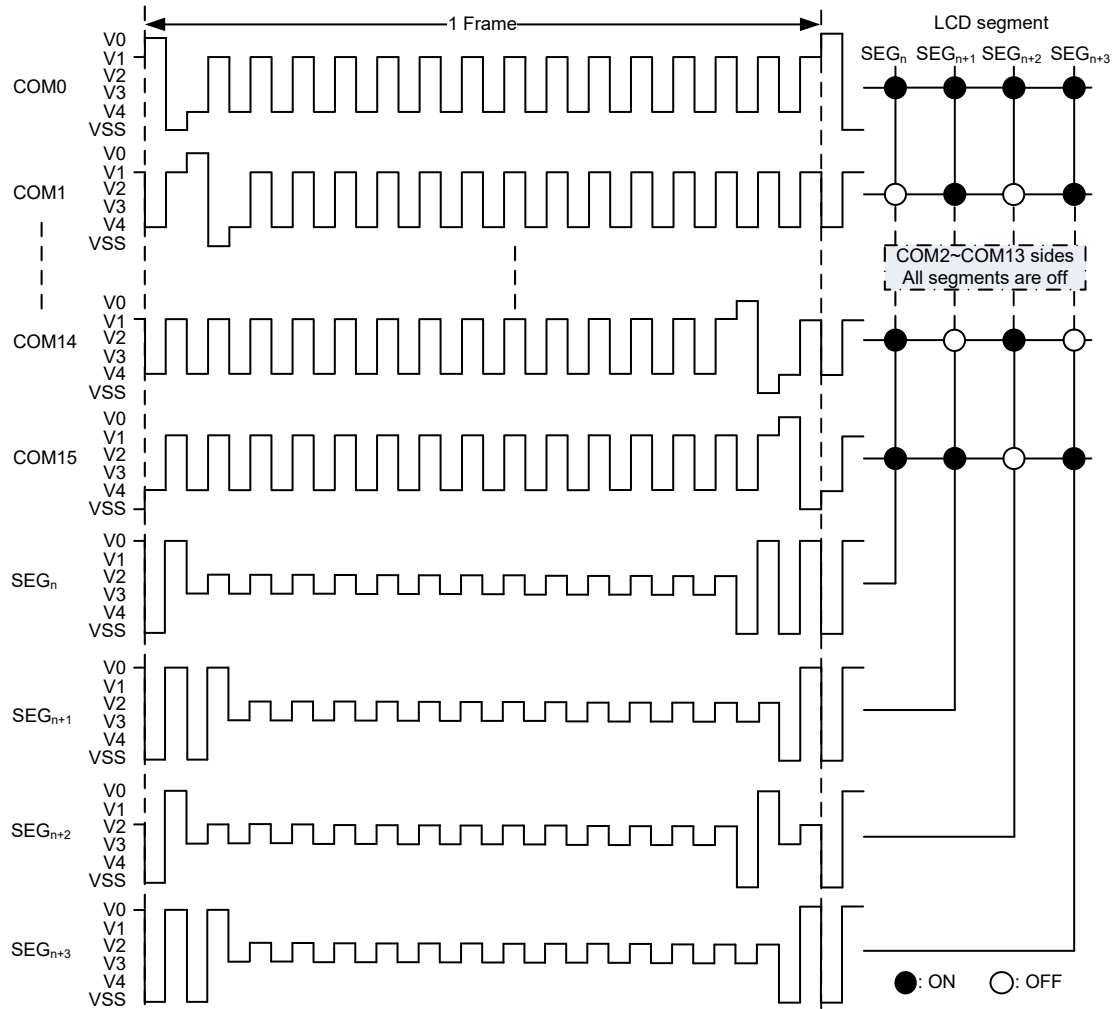 1 Frame
LCD segment
SEGn SEGn+1 SEGn+2 SEGn+3
COM0
V0
V1
V2
V3
V4
VSS
COM1
V0
V1
V2
V3
V4
VSS
COM2~COM13 sides
All segments are off
COM14
V0
V1
V2
V3
V4
VSS
COM15
V0
V1
V2
V3
V4
VSS
SEGn
V0
V1
V2
V3
V4
VSS
SEGn+1
V0
V1
V2
V3
V4
VSS
SEGn+2
V0
V1
V2
V3
V4
VSS
SEGn+3
V0
V1
V2
V3
V4
VSS
: ON : OFF